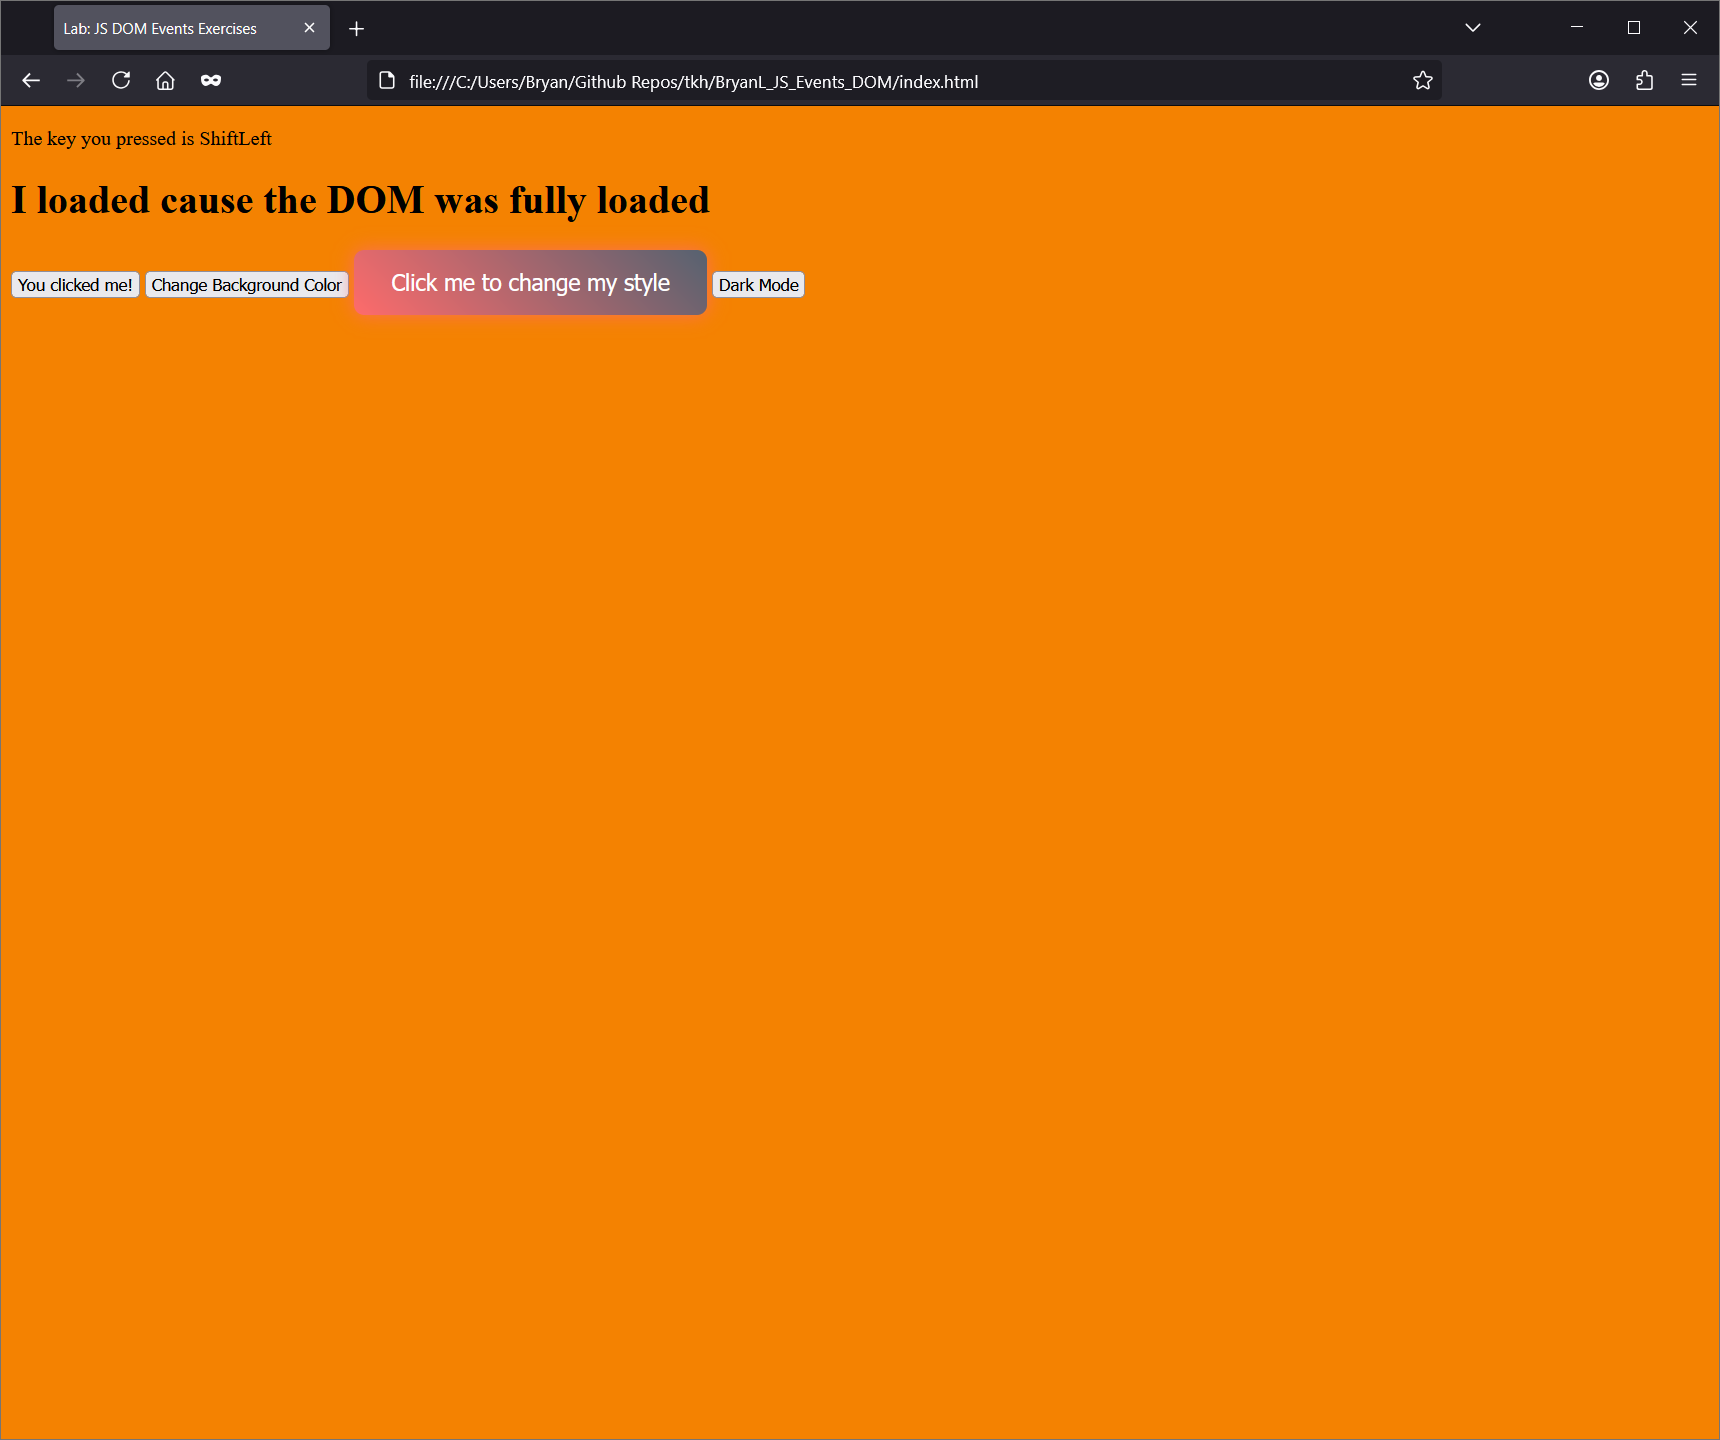 Lab: JS DOM Events Exercises
file:///C:/Users/Bryan/Github Repos/tkh/BryanL_JS_Events_DOM/index.html
The key you pressed is ShiftLeft
I loaded cause the DOM was fully loaded
You clicked me! Change Background Color Click me to change my style Dark Mode